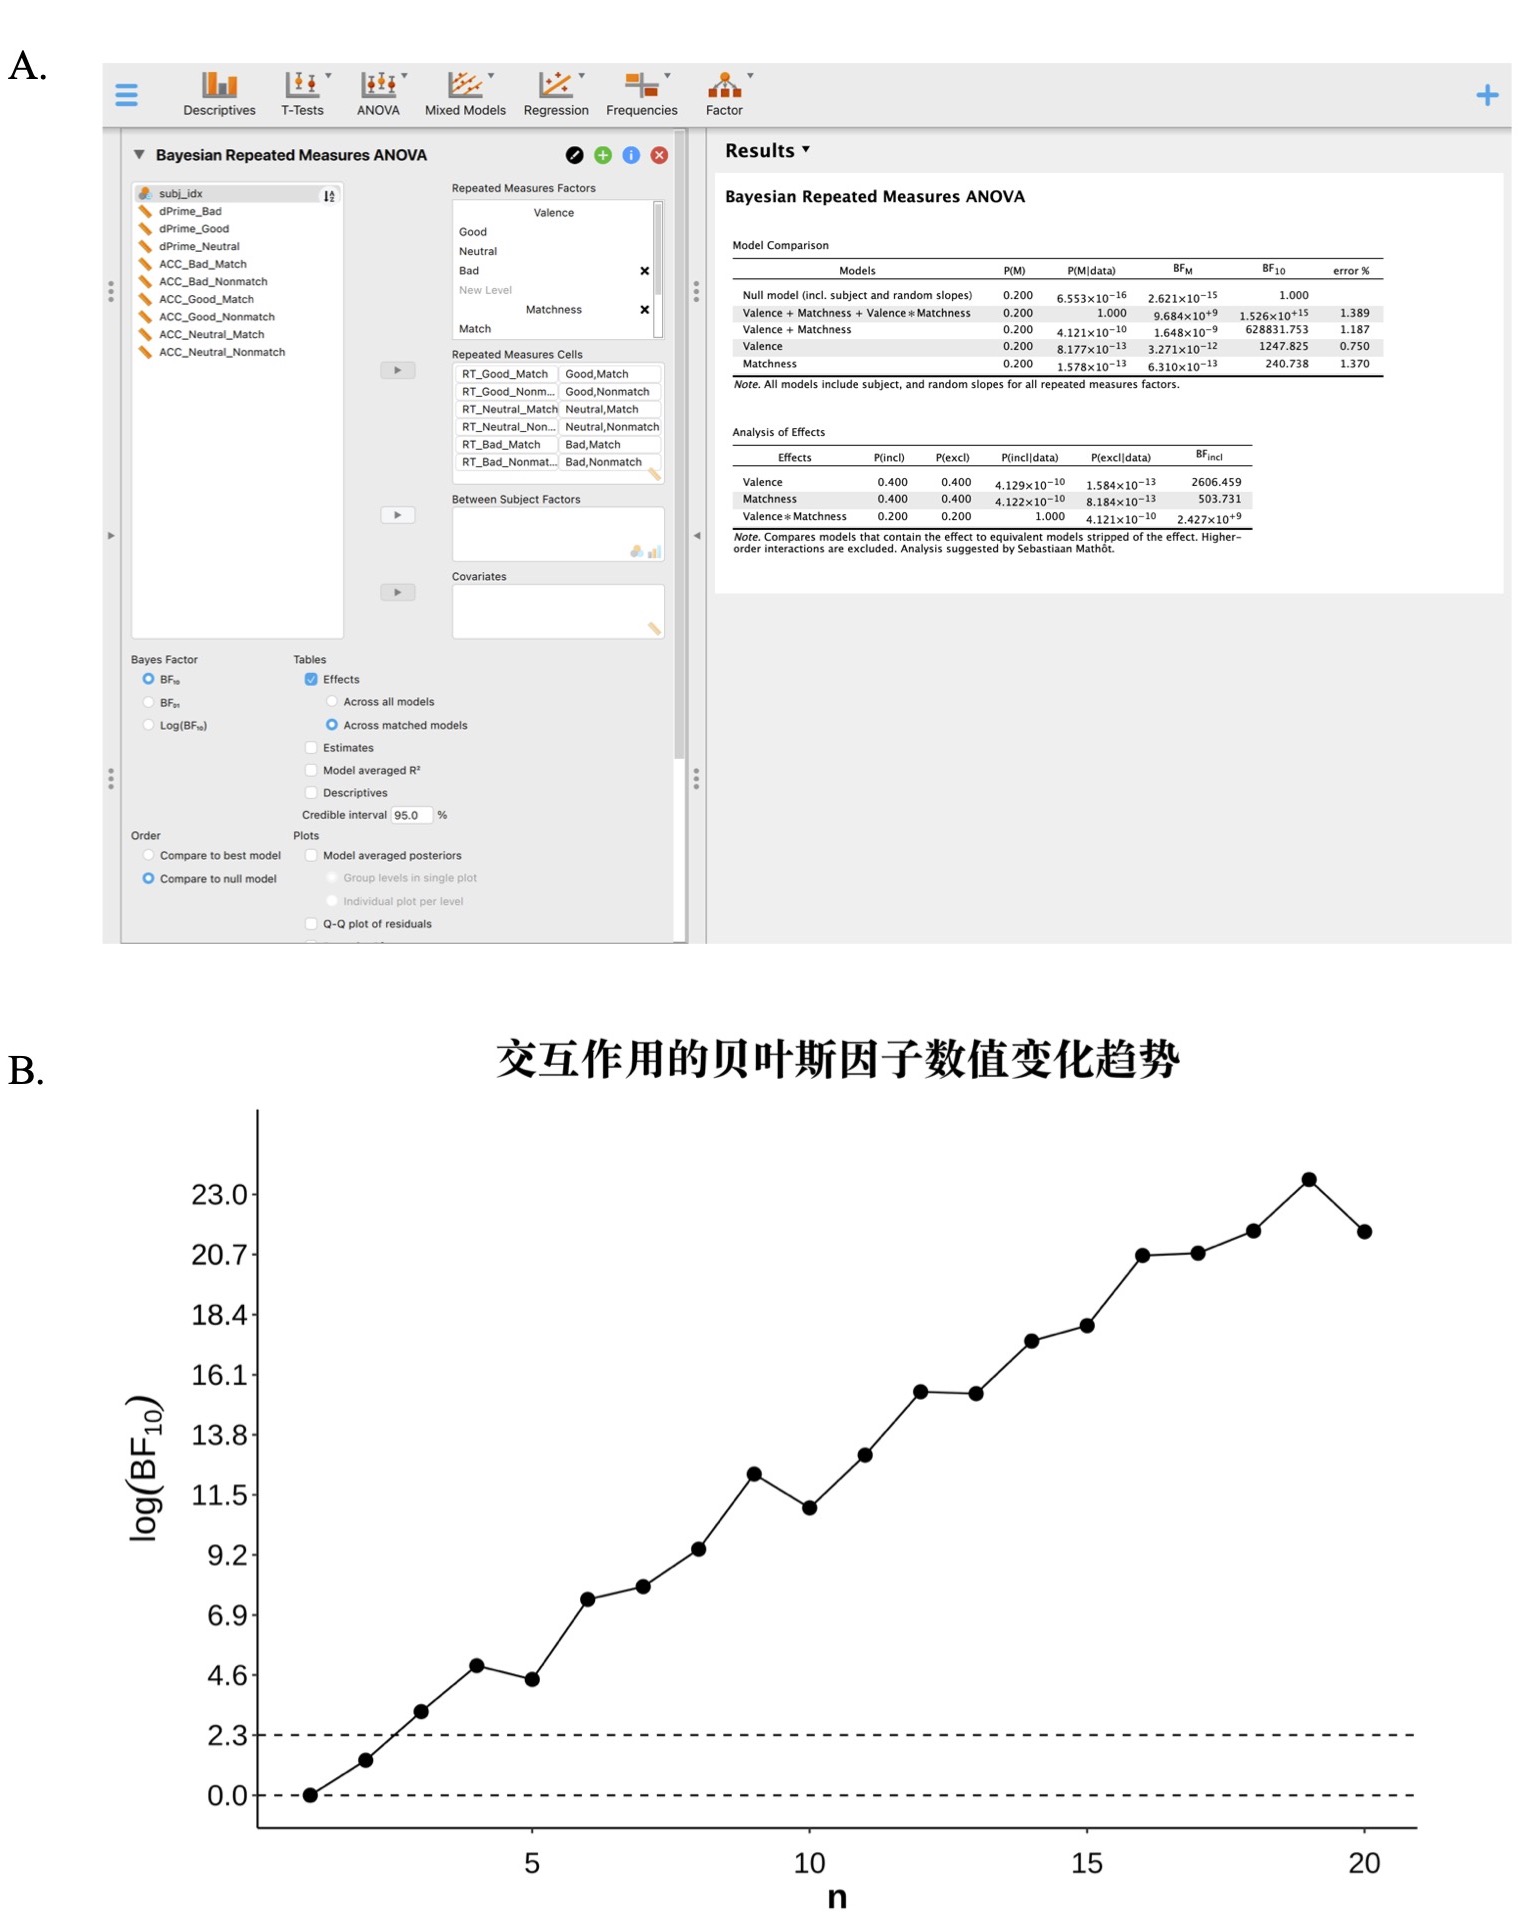 A.
Descriptives T-Tests ANOVA Mixed Models Regression Frequencies Factor
Bayesian Repeated Measures ANOVA
subj_idx
dPrime_Bad
dPrime_Good
dPrime_Neutral
ACC_Bad_Match
ACC_Bad_Nonmatch
ACC_Good_Match
ACC_Good_Nonmatch
ACC_Neutral_Match
ACC_Neutral_Nonmatch
Repeated Measures Factors
Valence
Good
Neutral
Bad
New Level
Matchness
Match
Repeated Measures Cells
RT_Good_Match Good,Match
RT_Good_Nonm... Good,Nonmatch
RT_Neutral_Match Neutral,Match
RT_Neutral_Non... Neutral,Nonmatch
RT_Bad_Match Bad,Match
RT_Bad_Nonmat... Bad,Nonmatch
Between Subject Factors
Covariates
Bayes Factor
BF₁₀
BF₀₁
Log(BF₁₀)
Tables
Effects
Across all models
Across matched models
Estimates
Model averaged R²
Descriptives
Credible interval 95.0 %
Order
Compare to best model
Compare to null model
Plots
Model averaged posteriors
Group levels in single plot
Individual plot per level
Q-Q plot of residuals
Results
Bayesian Repeated Measures ANOVA
Model Comparison
Models P(M) P(M|data) BF_M BF₁₀ error %
Null model (incl. subject and random slopes) 0.200 6.553×10⁻¹⁶ 2.621×10⁻¹⁵ 1.000
Valence + Matchness + Valence∗Matchness 0.200 1.000 9.684×10⁺⁹ 1.526×10⁺¹⁵ 1.389
Valence + Matchness 0.200 4.121×10⁻¹⁰ 1.648×10⁻⁹ 628831.753 1.187
Valence 0.200 8.177×10⁻¹³ 3.271×10⁻¹² 1247.825 0.750
Matchness 0.200 1.578×10⁻¹³ 6.310×10⁻¹³ 240.738 1.370
Note. All models include subject, and random slopes for all repeated measures factors.
Analysis of Effects
Effects P(incl) P(excl) P(incl|data) P(excl|data) BF_incl
Valence 0.400 0.400 4.129×10⁻¹⁰ 1.584×10⁻¹³ 2606.459
Matchness 0.400 0.400 4.122×10⁻¹⁰ 8.184×10⁻¹³ 503.731
Valence∗Matchness 0.200 0.200 1.000 4.121×10⁻¹⁰ 2.427×10⁺⁹
Note. Compares models that contain the effect to equivalent models stripped of the effect. Higher-
order interactions are excluded. Analysis suggested by Sebastiaan Mathôt.
B.
交互作用的贝叶斯因子数值变化趋势
log(BF₁₀)
23.0
20.7
18.4
16.1
13.8
11.5
9.2
6.9
4.6
2.3
0.0
5 10 15 20
n